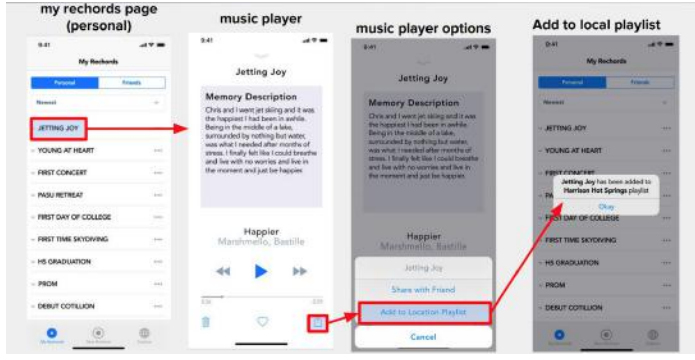 my rechords page
(personal)
music player
music player options
Add to local playlist
9:41
My Rechords
Personal Friends
Newest
JETTING JOY
YOUNG AT HEART
FIRST CONCERT
PASU RETREAT
FIRST DAY OF COLLEGE
FIRST TIME SKYDIVING
HS GRADUATION
PROM
DEBUT COTILLION
My Rechords
9:41
Jetting Joy
Memory Description
Chris and I went jet skiing and it was
the happiest I had been in awhile.
Being in the middle of a lake,
surrounded by nothing but water,
was what I needed after months of
stress. I finally felt like I could breathe
and live with no worries and live in
the moment and just be happier.
Happier
Marshmello, Bastille
9:41
Jetting Joy
Memory Description
Chris and I went jet skiing and it was
the happiest I had been in awhile.
Being in the middle of a lake,
surrounded by nothing but water,
was what I needed after months of
stress. I finally felt like I could breathe
and live with no worries and live in
the moment and just be happier
Happier
Marshmello, Bastille
Jetting Joy
Share with Friend
Add to Location Playlist
Cancel
9:41
My Rechords
Personal Friends
Newest
JETTING JOY
YOUNG AT HEART
FIRST CONCERT
Jetting Joy has been added to
Harrison Hot Springs playlist
Okay
FIRST DAY OF COLLEGE
FIRST TIME SKYDIVING
HS GRADUATION
PROM
DEBUT COTILLION